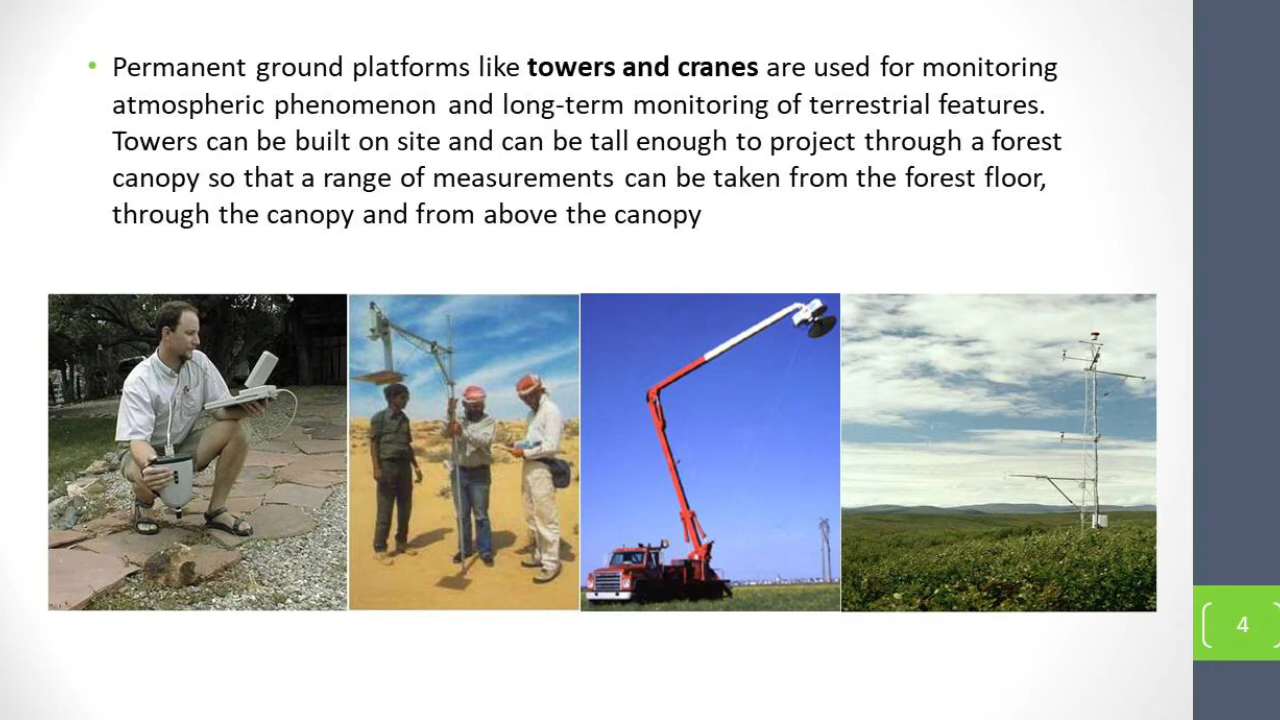 • Permanent ground platforms like towers and cranes are used for monitoring
atmospheric phenomenon and long-term monitoring of terrestrial features.
Towers can be built on site and can be tall enough to project through a forest
canopy so that a range of measurements can be taken from the forest floor,
through the canopy and from above the canopy
4